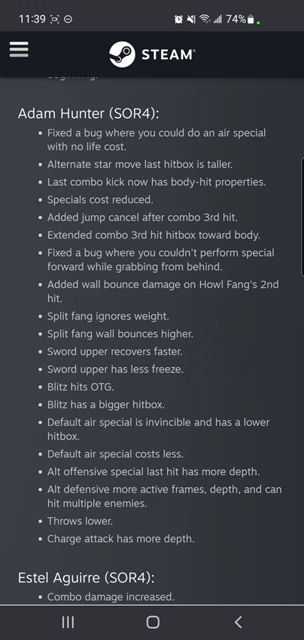 11:39
74%
STEAM®
beginning.
Adam Hunter (SOR4):
• Fixed a bug where you could do an air special
with no life cost.
• Alternate star move last hitbox is taller.
• Last combo kick now has body-hit properties.
• Specials cost reduced.
• Added jump cancel after combo 3rd hit.
• Extended combo 3rd hit hitbox toward body.
• Fixed a bug where you couldn't perform special
forward while grabbing from behind.
• Added wall bounce damage on Howl Fang's 2nd
hit.
• Split fang ignores weight.
• Split fang wall bounces higher.
• Sword upper recovers faster.
• Sword upper has less freeze.
• Blitz hits OTG.
• Blitz has a bigger hitbox.
• Default air special is invincible and has a lower
hitbox.
• Default air special costs less.
• Alt offensive special last hit has more depth.
• Alt defensive more active frames, depth, and can
hit multiple enemies.
• Throws lower.
• Charge attack has more depth.
Estel Aguirre (SOR4):
• Combo damage increased.